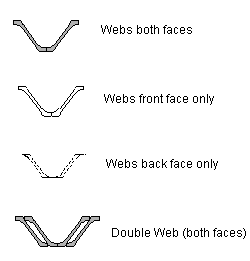 Webs both faces
Webs front face only
Webs back face only
Double Web (both faces)